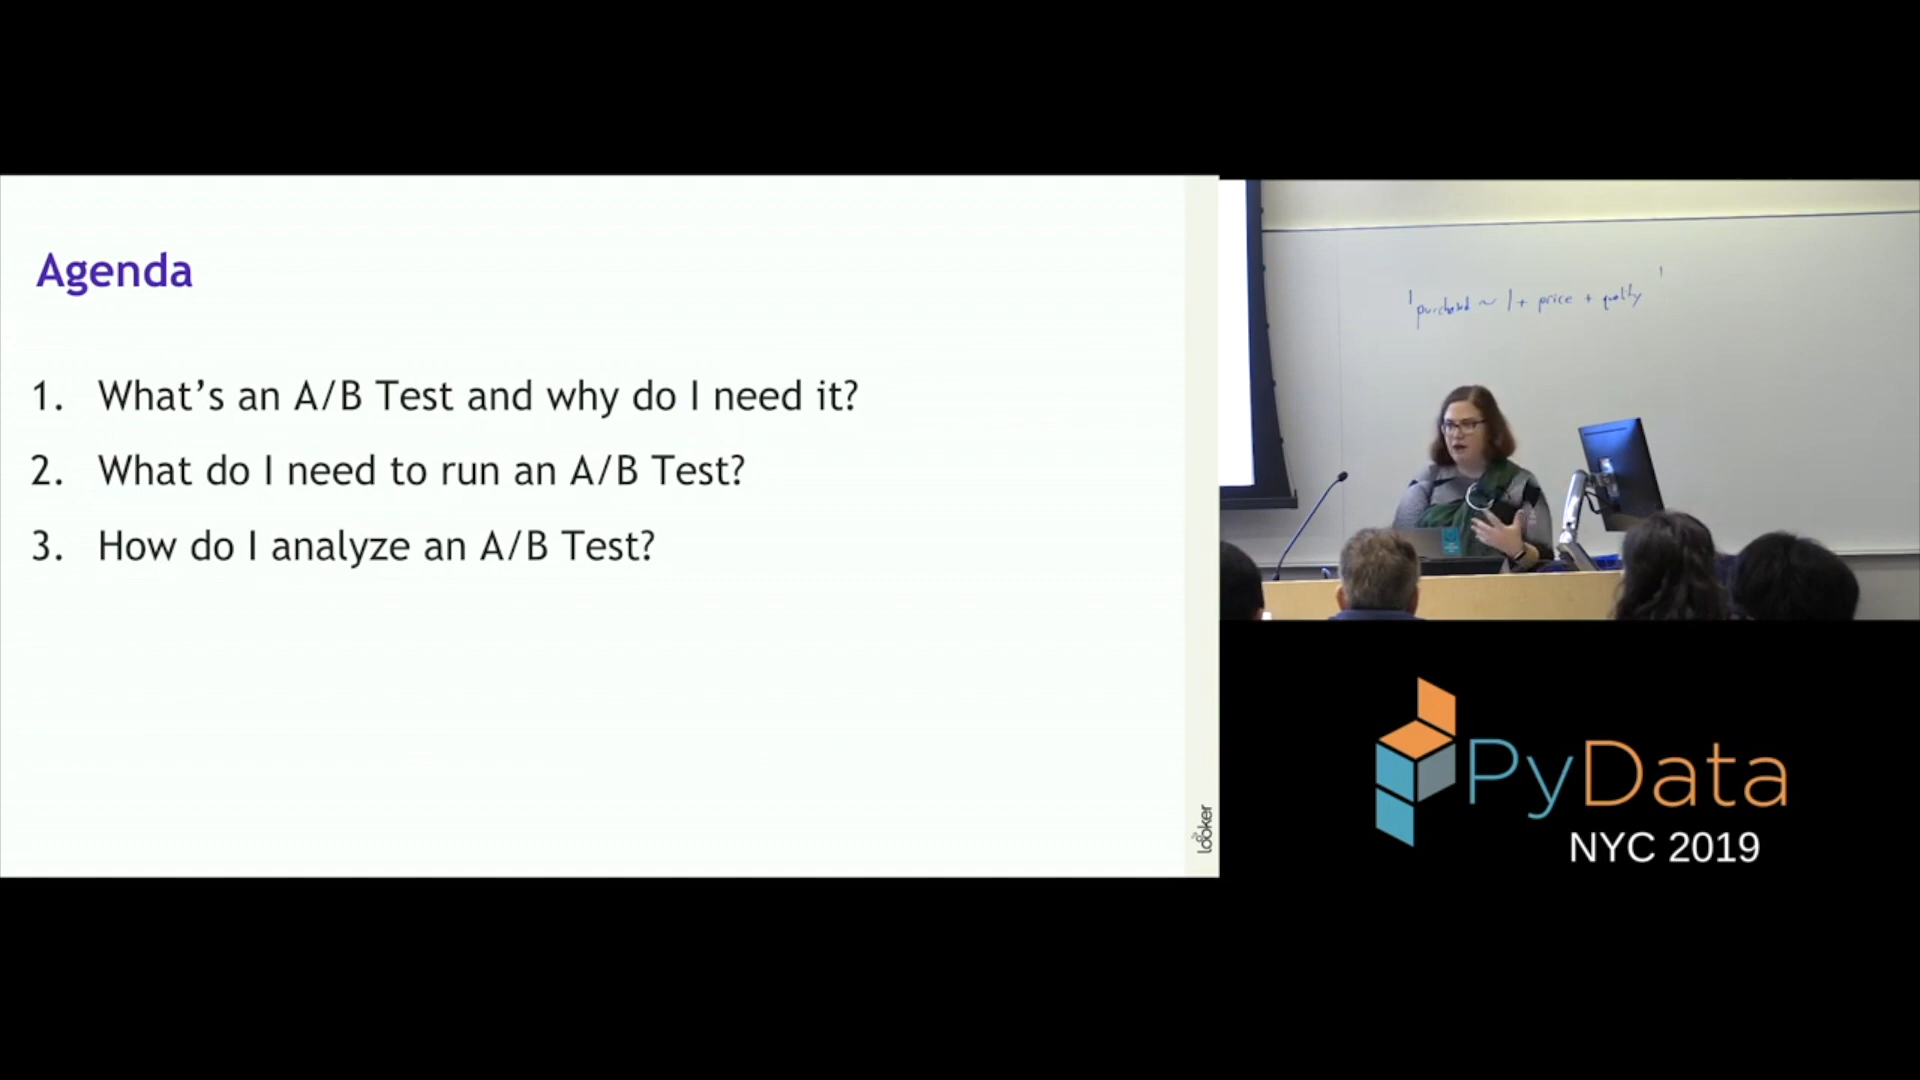 Agenda
1. What's an A/B Test and why do I need it?
2. What do I need to run an A/B Test?
3. How do I analyze an A/B Test?
looker
purchased ~ 1 + price + quality
PyData
NYC 2019